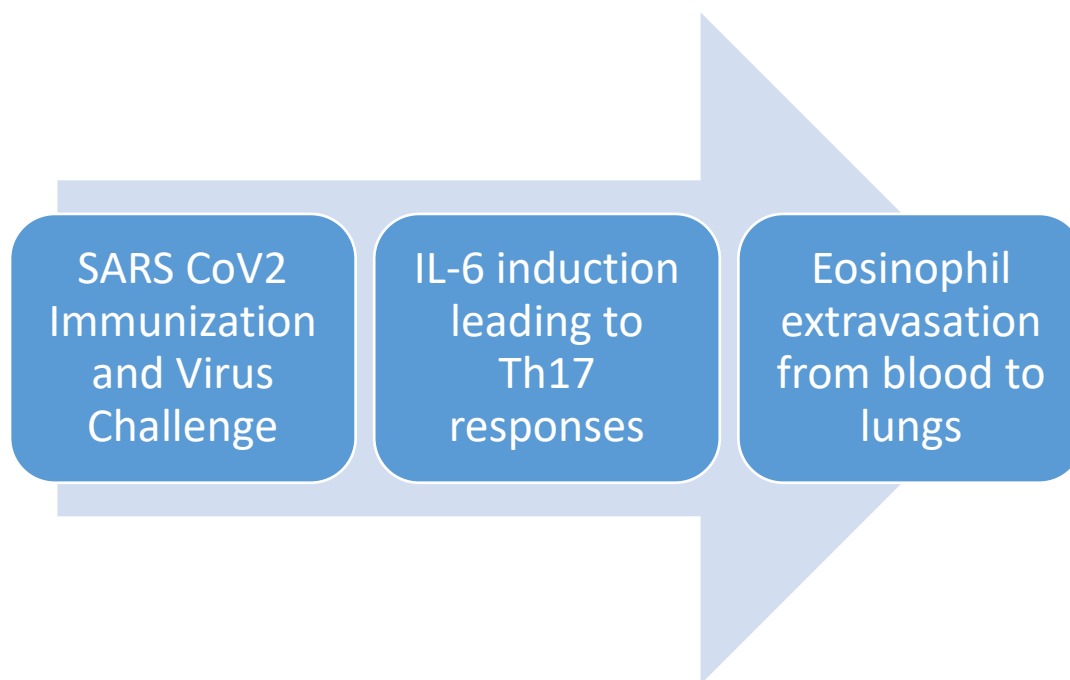 SARS CoV2
Immunization
and Virus
Challenge
IL-6 induction
leading to
Th17
responses
Eosinophil
extravasation
from blood to
lungs